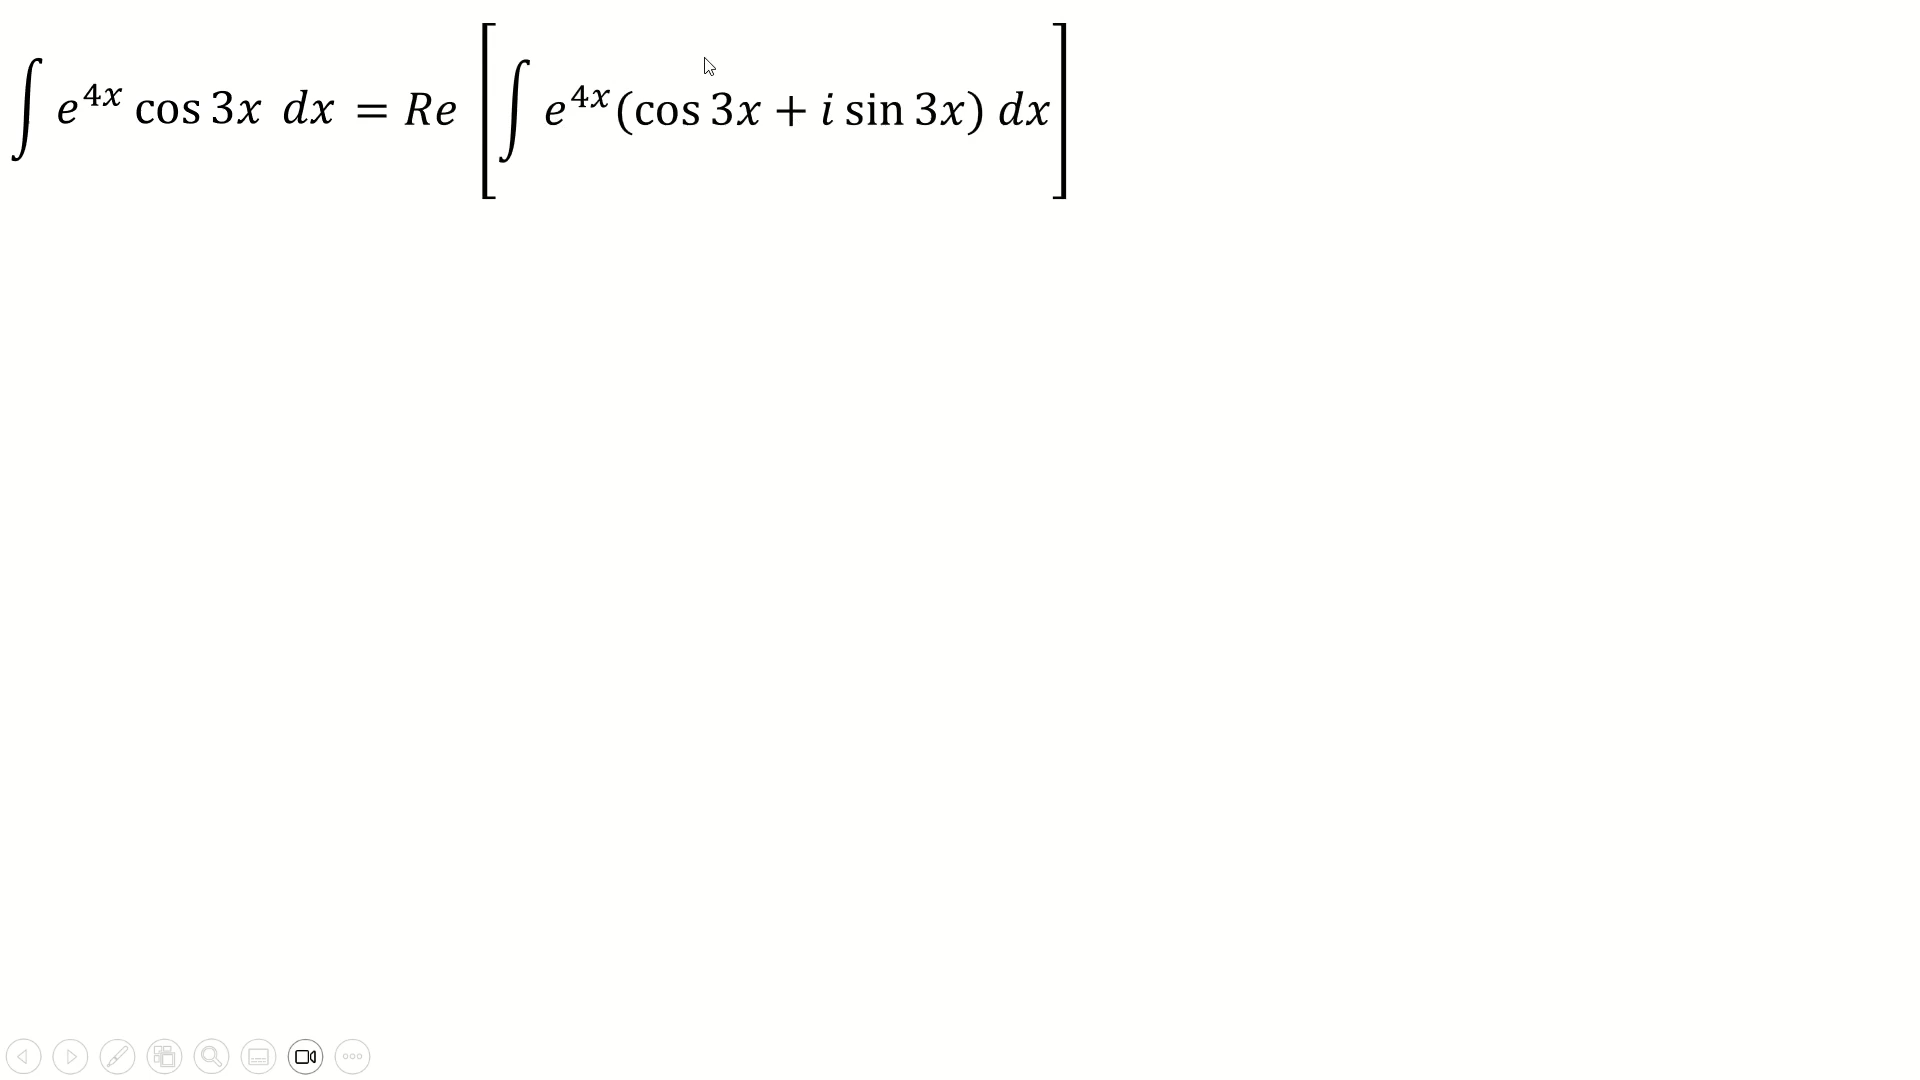 ∫ e^{4x} cos 3x dx = Re [∫ e^{4x}(cos 3x + i sin 3x) dx]